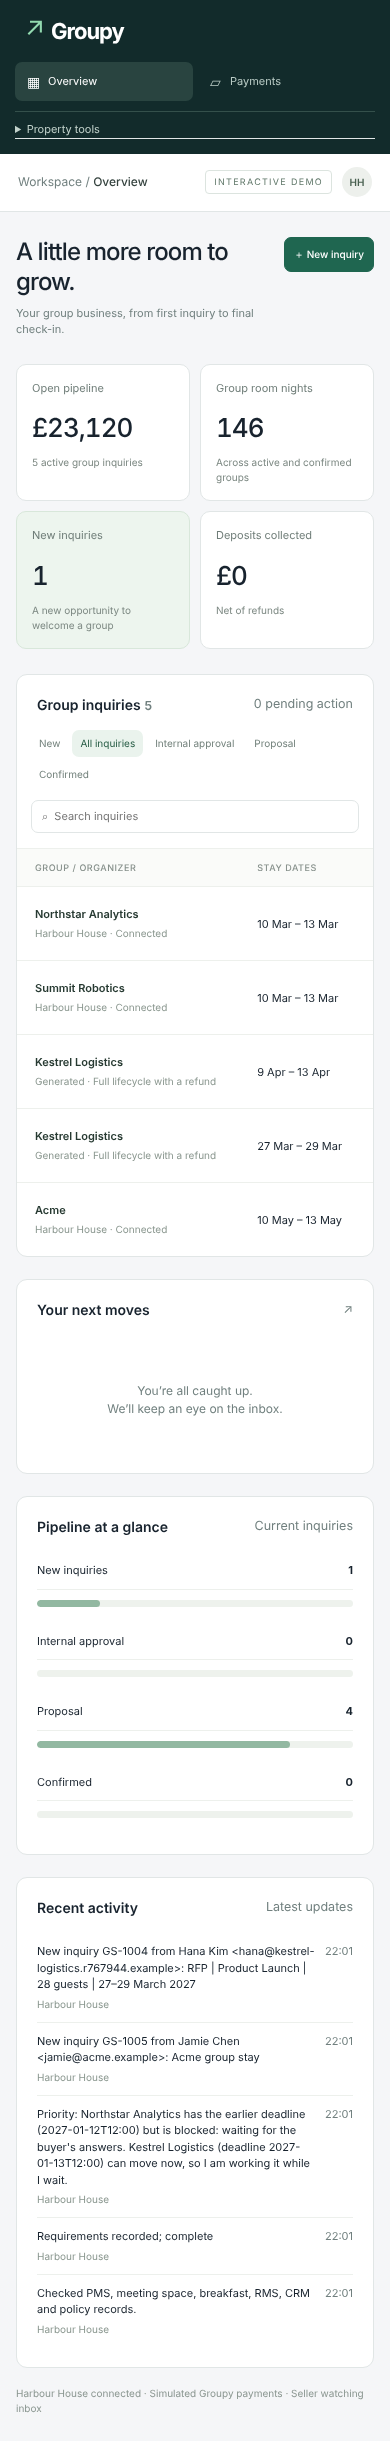 Groupy
Overview
Payments
Property tools
Workspace / Overview
INTERACTIVE DEMO
HH
A little more room to
grow.
+ New inquiry
Your group business, from first inquiry to final
check-in.
Open pipeline
£23,120
5 active group inquiries
Group room nights
146
Across active and confirmed
groups
New inquiries
1
A new opportunity to
welcome a group
Deposits collected
£0
Net of refunds
Group inquiries 5
0 pending action
New
All inquiries
Internal approval
Proposal
Confirmed
Search inquiries
GROUP / ORGANIZER
STAY DATES
Northstar Analytics
Harbour House · Connected
10 Mar – 13 Mar
Summit Robotics
Harbour House · Connected
10 Mar – 13 Mar
Kestrel Logistics
Generated · Full lifecycle with a refund
9 Apr – 13 Apr
Kestrel Logistics
Generated · Full lifecycle with a refund
27 Mar – 29 Mar
Acme
Harbour House · Connected
10 May – 13 May
Your next moves
You’re all caught up.
We’ll keep an eye on the inbox.
Pipeline at a glance
Current inquiries
New inquiries
1
Internal approval
0
Proposal
4
Confirmed
0
Recent activity
Latest updates
New inquiry GS-1004 from Hana Kim <hana@kestrel-
logistics.r767944.example>: RFP | Product Launch |
28 guests | 27–29 March 2027
22:01
Harbour House
New inquiry GS-1005 from Jamie Chen
<jamie@acme.example>: Acme group stay
22:01
Harbour House
Priority: Northstar Analytics has the earlier deadline
(2027-01-12T12:00) but is blocked: waiting for the
buyer's answers. Kestrel Logistics (deadline 2027-
01-13T12:00) can move now, so I am working it while
I wait.
22:01
Harbour House
Requirements recorded; complete
22:01
Harbour House
Checked PMS, meeting space, breakfast, RMS, CRM
and policy records.
22:01
Harbour House
Harbour House connected · Simulated Groupy payments · Seller watching
inbox